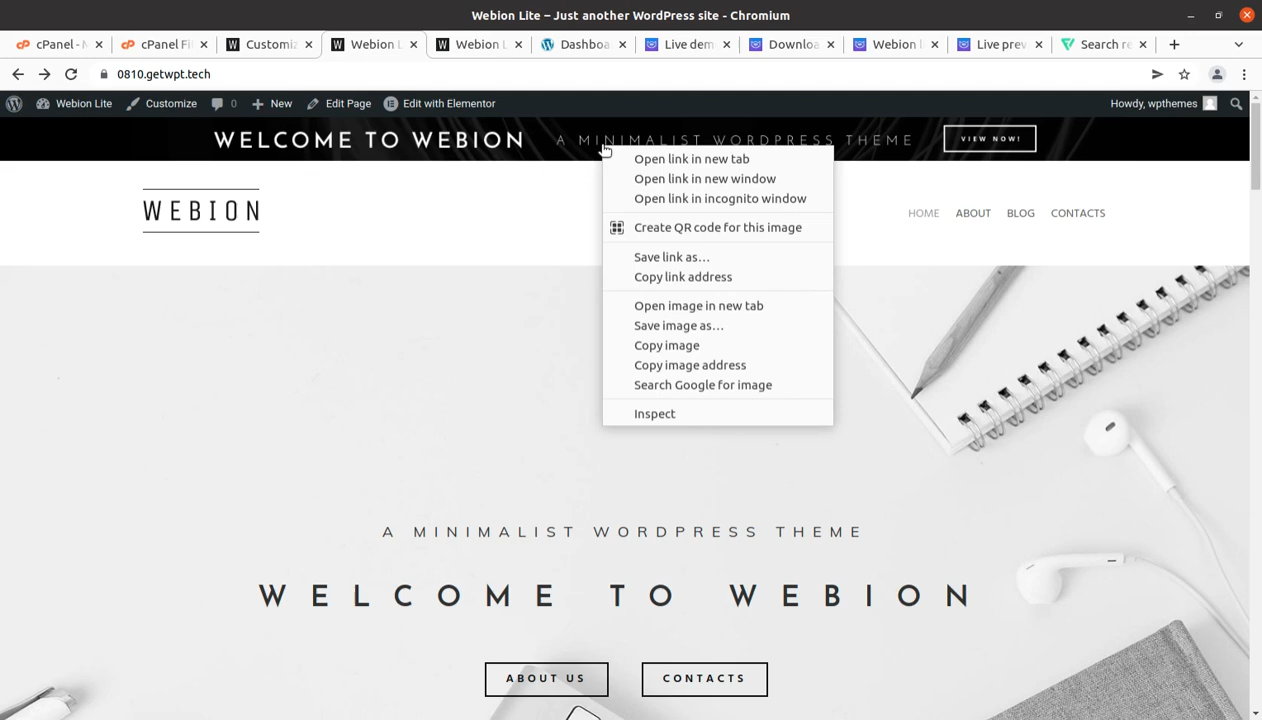 Webion Lite – Just another WordPress site - Chromium
cPanel - N
cPanel Fi
Customiz
Webion L
Webion L
Dashboa
Live dem
Downloa
Webion l
Live prev
Search re
0810.getwpt.tech
Webion Lite
Customize
0
New
Edit Page
Edit with Elementor
Howdy, wpthemes
WELCOME TO WEBION
A MINIMALIST WORDPRESS THEME
VIEW NOW!
WEBION
HOME
ABOUT
BLOG
CONTACTS
Open link in new tab
Open link in new window
Open link in incognito window
Create QR code for this image
Save link as…
Copy link address
Open image in new tab
Save image as…
Copy image
Copy image address
Search Google for image
Inspect
A MINIMALIST WORDPRESS THEME
WELCOME TO WEBION
ABOUT US
CONTACTS